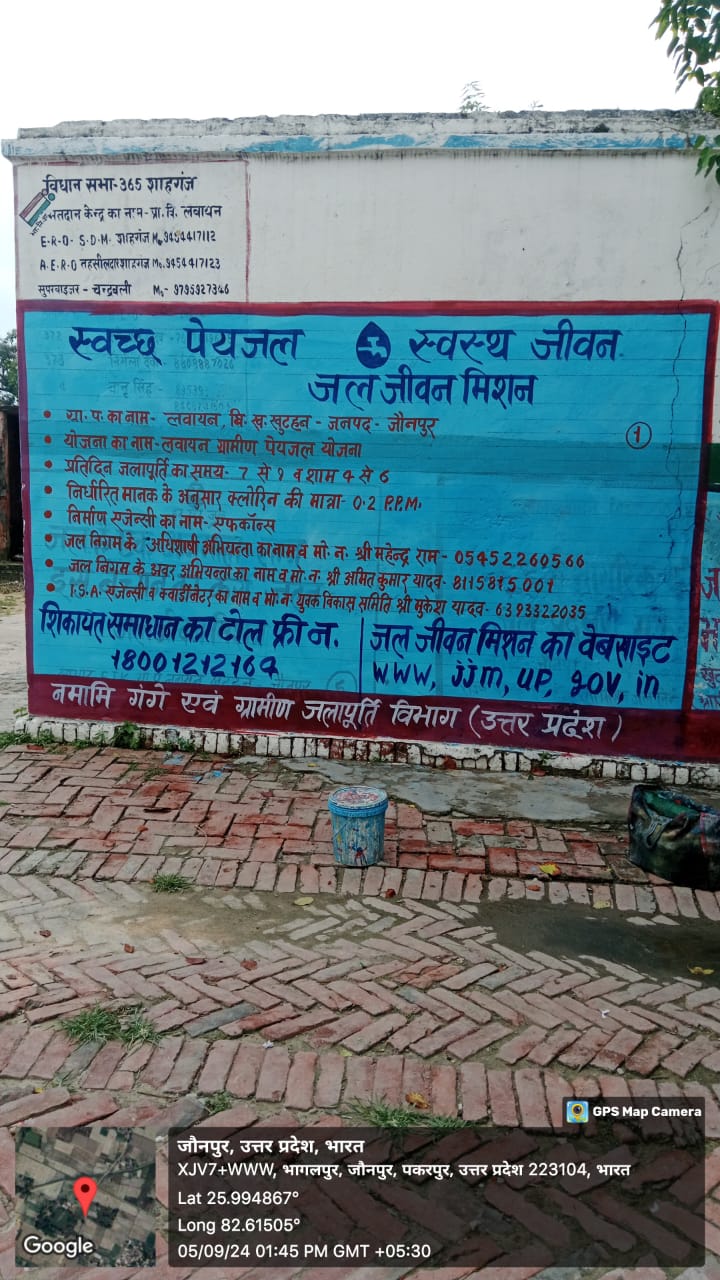 विधान सभा-365 शाहगंज
मतदान केन्द्र का नाम-प्रा. वि. लवायन
E.R.O- S.D.M. शाहगंज Mo.9454417112
A.E.R.O तहसीलदार शाहगंज Mo.9454417123
सुपरवाइजर - चन्द्रबली Mo- 9795927346
स्वच्छ पेयजल स्वस्थ जीवन
जल जीवन मिशन
ग्रा. प. का नाम- लवायन, बि. ख. खुटहन - जनपद- जौनपुर
१
योजना का नाम- लवायन ग्रामीण पेयजल योजना
प्रतिदिन जलापूर्ति का समय- 7 से 9 व शाम 4 से 6
निर्धारित मानक के अनुसार क्लोरिन की मात्रा- 0.2 P.P.M.
निर्माण एजेन्सी का नाम- एफकॉन्स
जल निगम के अधिशाषी अभियन्ता का नाम व मो. न. श्री महेन्द्र राम- 05452260566
जल निगम के अवर अभियन्ता का नाम व मो. न. श्री अमित कुमार यादव- 8115815001
I.S.A- एजेन्सी व क्वार्डीनेटर का नाम व मो. न. युवक विकास समिति श्री मुकेश यादव- 6393322035
शिकायत समाधान का टोल फ्री न. जल जीवन मिशन का वेबसाइट
18001212164 www, jjm, up, gov, in
नमामि गंगे एवं ग्रामीण जलापूर्ति विभाग (उत्तर प्रदेश)
GPS Map Camera
जौनपुर, उत्तर प्रदेश, भारत
XJV7+WWW, भागलपुर, जौनपुर, पकरपुर, उत्तर प्रदेश 223104, भारत
Lat 25.994867°
Long 82.61505°
05/09/24 01:45 PM GMT +05:30
Google